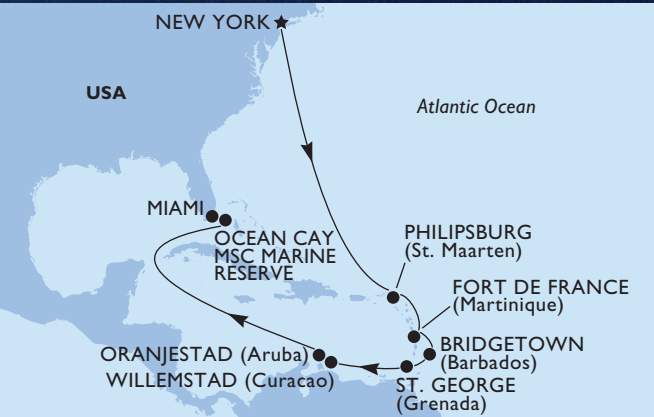 NEW YORK
USA
Atlantic Ocean
MIAMI
OCEAN CAY
MSC MARINE
RESERVE
PHILIPSBURG
(St. Maarten)
FORT DE FRANCE
(Martinique)
BRIDGETOWN
(Barbados)
ORANJESTAD (Aruba)
WILLEMSTAD (Curacao)
ST. GEORGE
(Grenada)